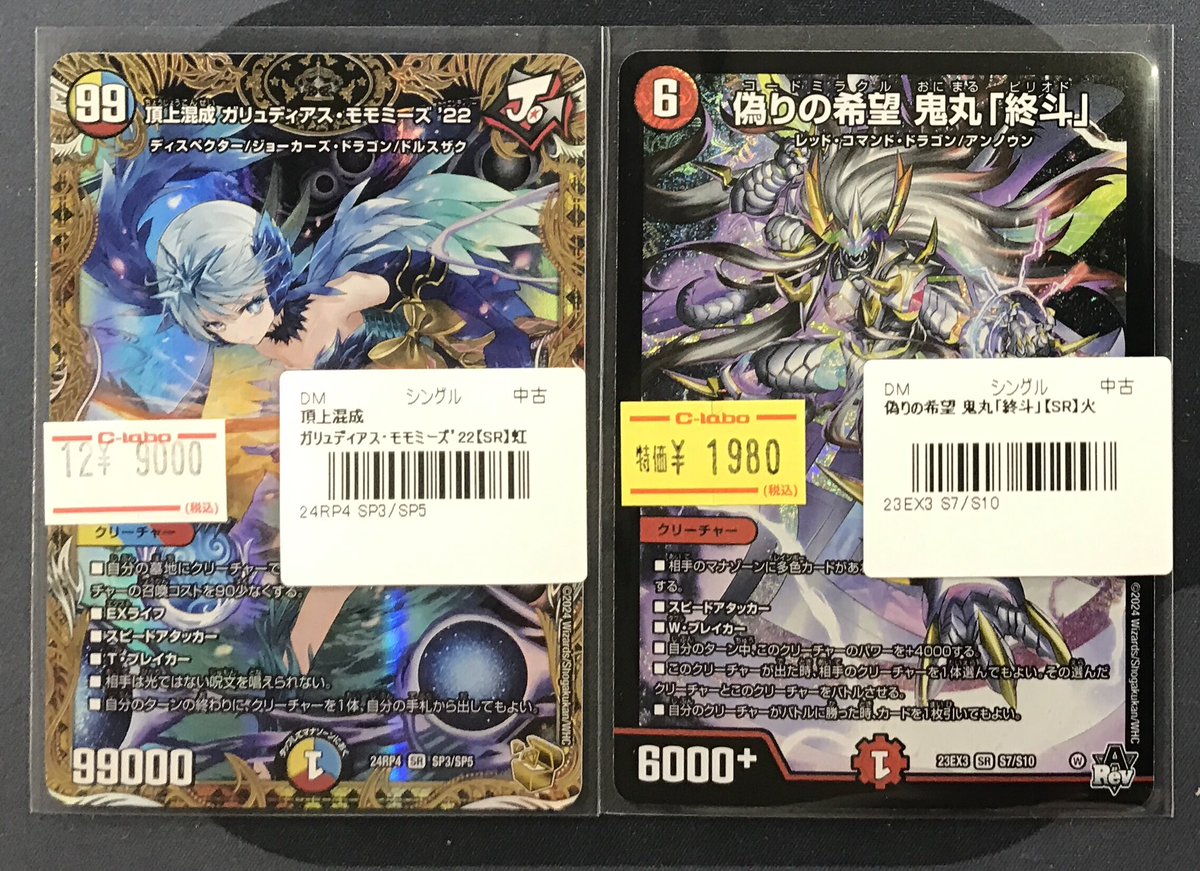 99
ちょうじょうこんせい
頂上混成 ガリュディアス・モモミーズ '22
ディスペクター/ジョーカーズ・ドラゴン/ドルスザク
J
DM シングル 中古
頂上混成
ガリュディアス・モモミーズ'22【SR】虹
24RP4 SP3/SP5
C-labo
12¥ 9000
(税込)
クリーチャー
■自分の墓地にクリーチャーで
チャーの召喚コストを90少なくする。
■EXライフ
■スピードアタッカー
■T・ブレイカー
■相手は光ではない呪文を唱えられない。
■自分のターンの終わりに、クリーチャーを1体、自分の手札から出してもよい。
99000
1
24RP4 SR SP3/SP5
©2024 Wizards/Shogakukan/WHC
6
コードミラクル おにまる ピリオド
偽りの希望 鬼丸「終斗」
レッド・コマンド・ドラゴン/アンノウン
DM シングル 中古
偽りの希望 鬼丸「終斗」【SR】火
23EX3 S7/S10
C-labo
特価¥ 1980
(税込)
クリーチャー
■相手のマナゾーンに多色カードがあ
する。
■スピードアタッカー
■W・ブレイカー
■自分のターン中、このクリーチャーのパワーを+4000する。
■このクリーチャーが出た時、相手のクリーチャーを1体選んでもよい。その選んだ
クリーチャーとこのクリーチャーをバトルさせる。
■自分のクリーチャーがバトルに勝った時、カードを1枚引いてもよい。
6000+
1
23EX3 SR S7/S10
W
Rev
©2024 Wizards/Shogakukan/WHC